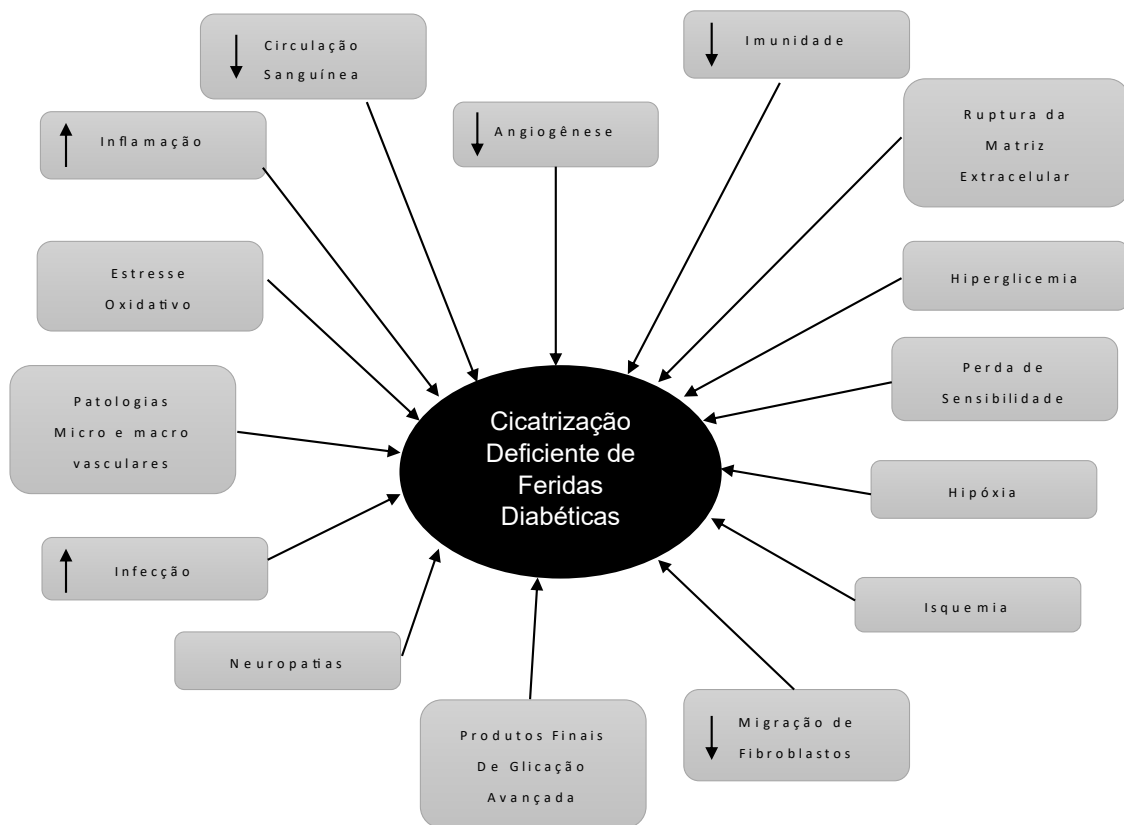 Circulação
Sanguínea
Imunidade
Inflamação
Angiogênese
Ruptura da
Matriz
Extracelular
Estresse
Oxidativo
Hiperglicemia
Patologias
Micro e macro
vasculares
Cicatrização
Deficiente de
Feridas
Diabéticas
Perda de
Sensibilidade
Hipóxia
Infecção
Isquemia
Neuropatias
Produtos Finais
De Glicação
Avançada
Migração de
Fibroblastos